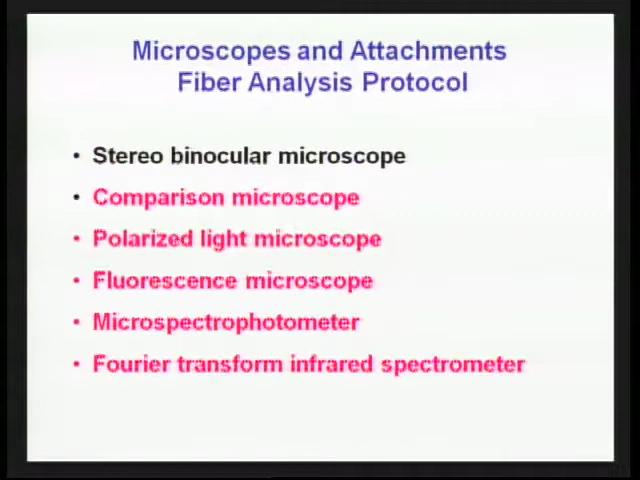 Microscopes and Attachments
Fiber Analysis Protocol
• Stereo binocular microscope
• Comparison microscope
• Polarized light microscope
• Fluorescence microscope
• Microspectrophotometer
• Fourier transform infrared spectrometer